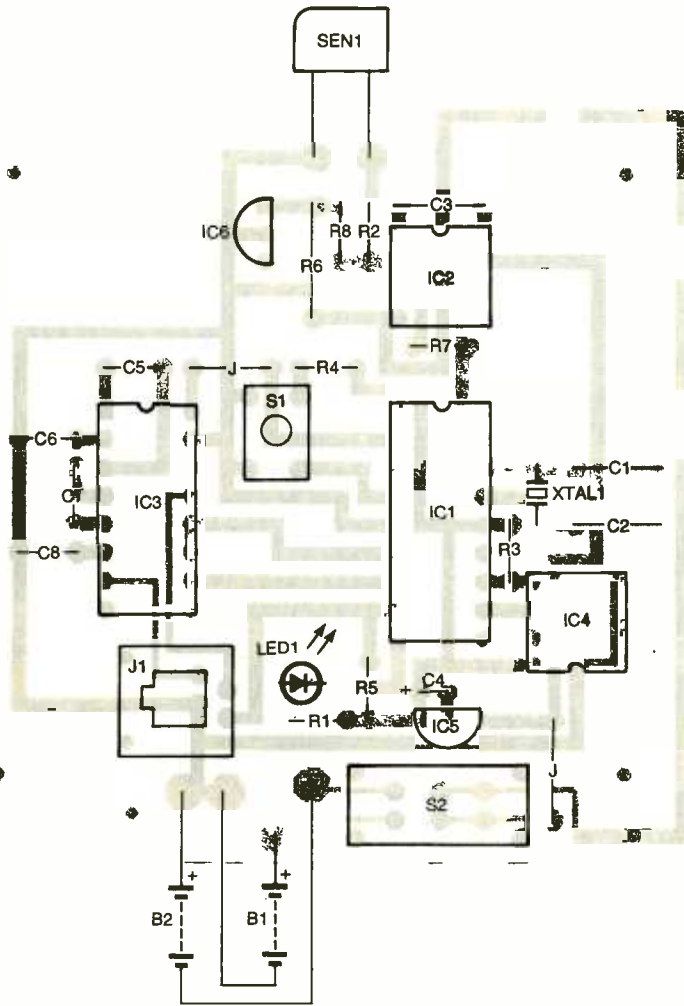 SEN1
C3
IC6
R8 R2
R6
IC2
R7
C5
J
R4
S1
C6
C1
IC3
XTAL1
IC1
C2
R3
C8
IC4
LED1
J1
C4
R5
+
R1
IC5
J
S2
+
+
B2
B1